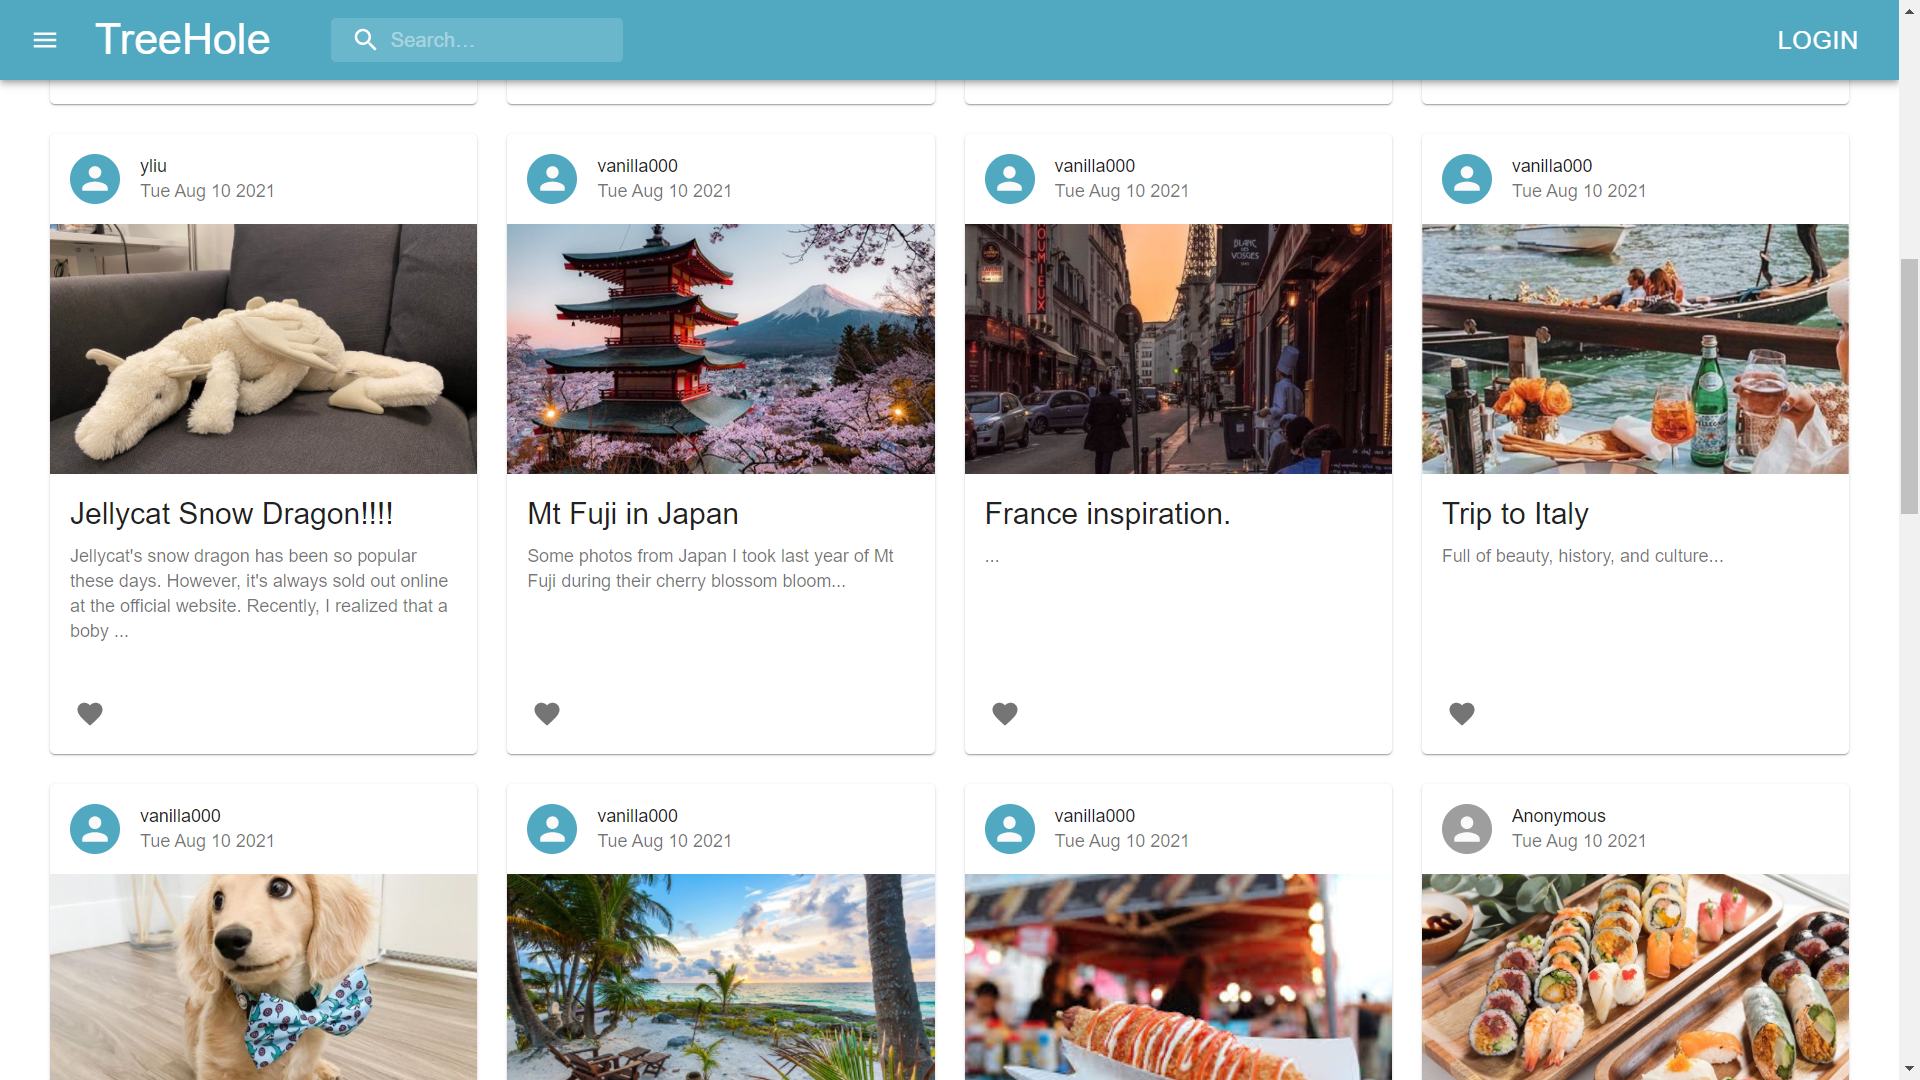 TreeHole
Search...
LOGIN
yliu
Tue Aug 10 2021
vanilla000
Tue Aug 10 2021
vanilla000
Tue Aug 10 2021
vanilla000
Tue Aug 10 2021
OUMIEUX
BLANC
DES
VOSGES
Jellycat Snow Dragon!!!!
Jellycat's snow dragon has been so popular
these days. However, it's always sold out online
at the official website. Recently, I realized that a
boby ...
Mt Fuji in Japan
Some photos from Japan I took last year of Mt
Fuji during their cherry blossom bloom...
France inspiration.
...
Trip to Italy
Full of beauty, history, and culture...
vanilla000
Tue Aug 10 2021
vanilla000
Tue Aug 10 2021
vanilla000
Tue Aug 10 2021
Anonymous
Tue Aug 10 2021